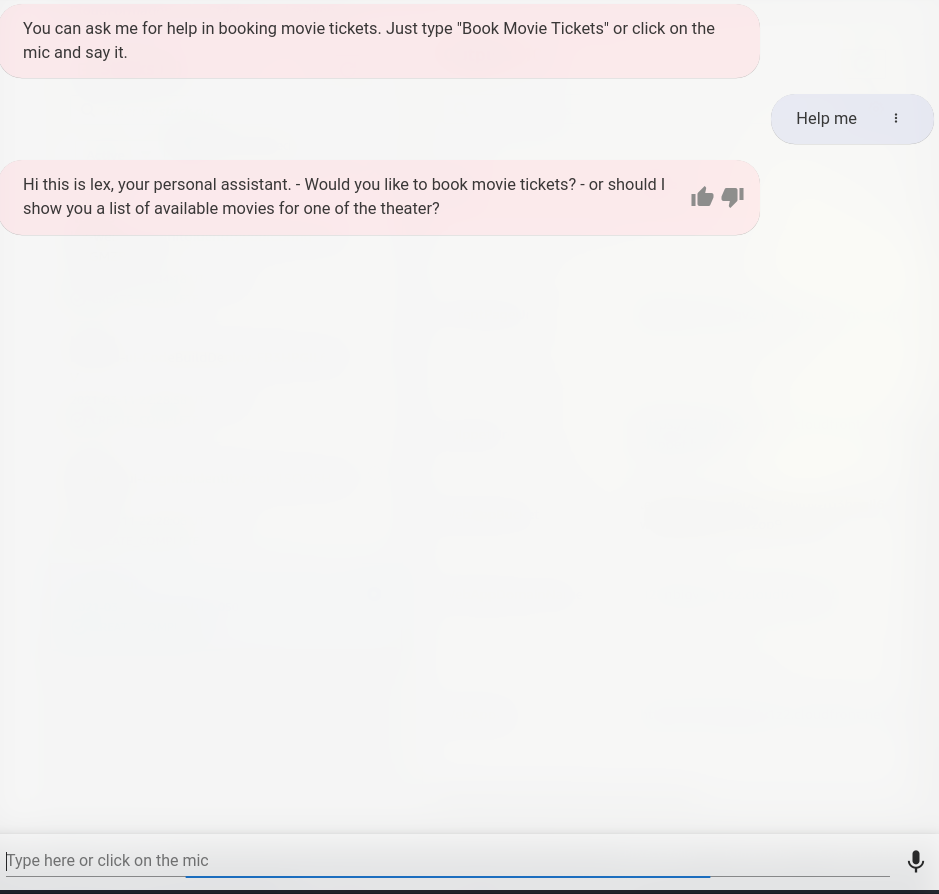 You can ask me for help in booking movie tickets. Just type "Book Movie Tickets" or click on the
mic and say it.
Help me
Hi this is lex, your personal assistant. - Would you like to book movie tickets? - or should I
show you a list of available movies for one of the theater?
Type here or click on the mic